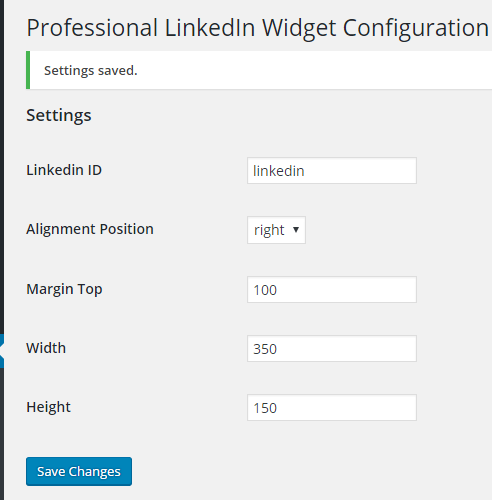 Professional LinkedIn Widget Configuration
Settings saved.
Settings
Linkedin ID
linkedin
Alignment Position
right
Margin Top
100
Width
350
Height
150
Save Changes